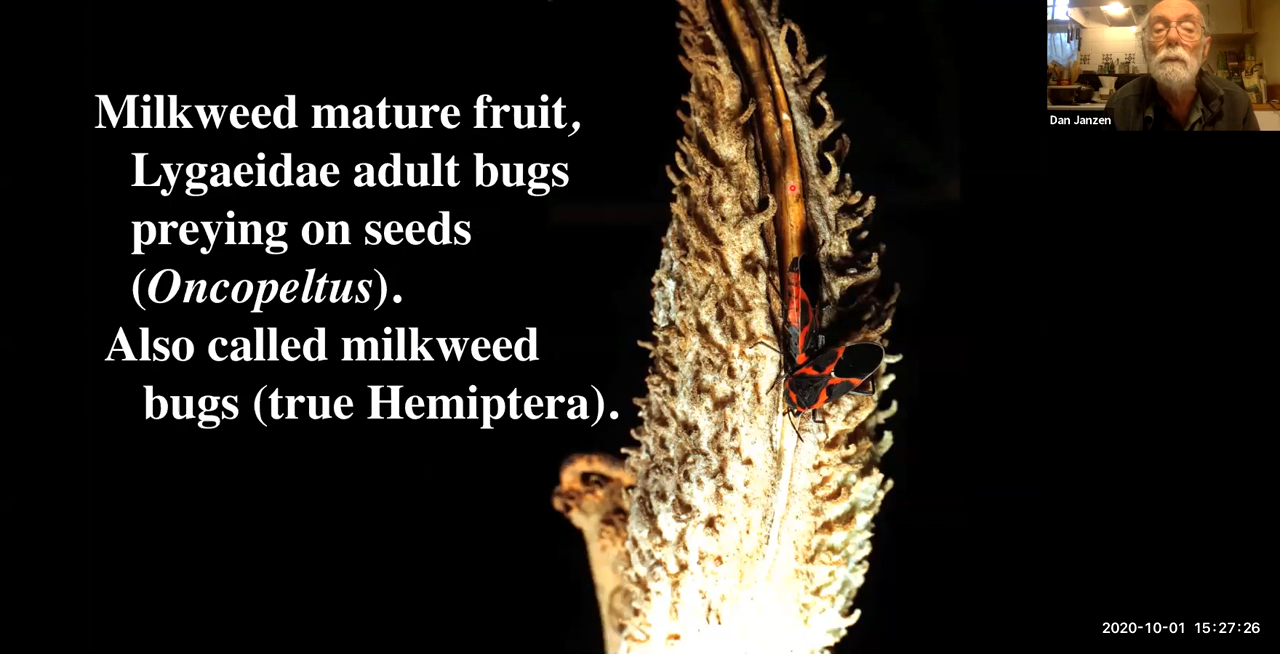 Milkweed mature fruit,
Lygaeidae adult bugs
preying on seeds
(Oncopeltus).
Also called milkweed
bugs (true Hemiptera).
Dan Janzen
2020-10-01 15:27:26